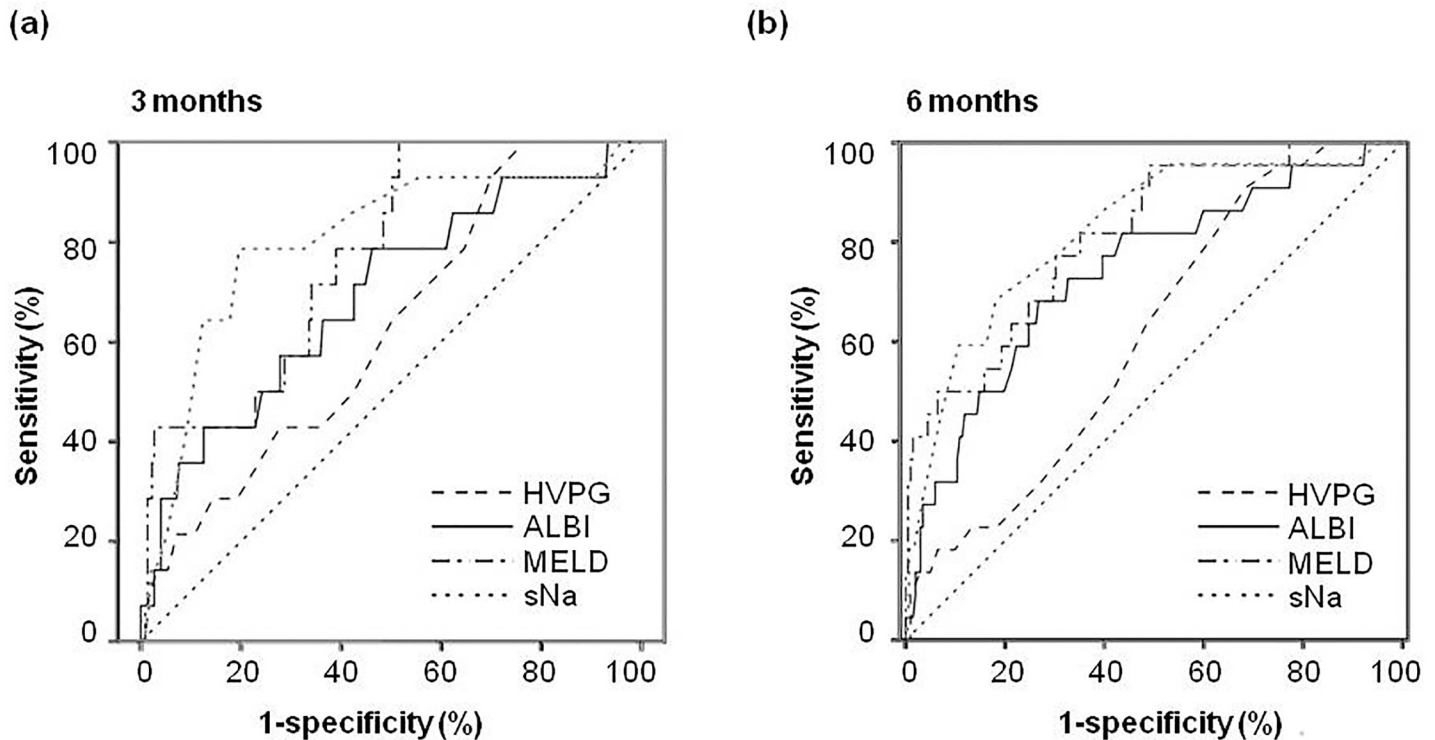 (a)
3 months
Sensitivity (%)
100
80
60
40
20
0
0 20 40 60 80 100
1-specificity (%)
HVPG
ALBI
MELD
sNa
(b)
6 months
Sensitivity (%)
100
80
60
40
20
0
0 20 40 60 80 100
1-specificity (%)
HVPG
ALBI
MELD
sNa